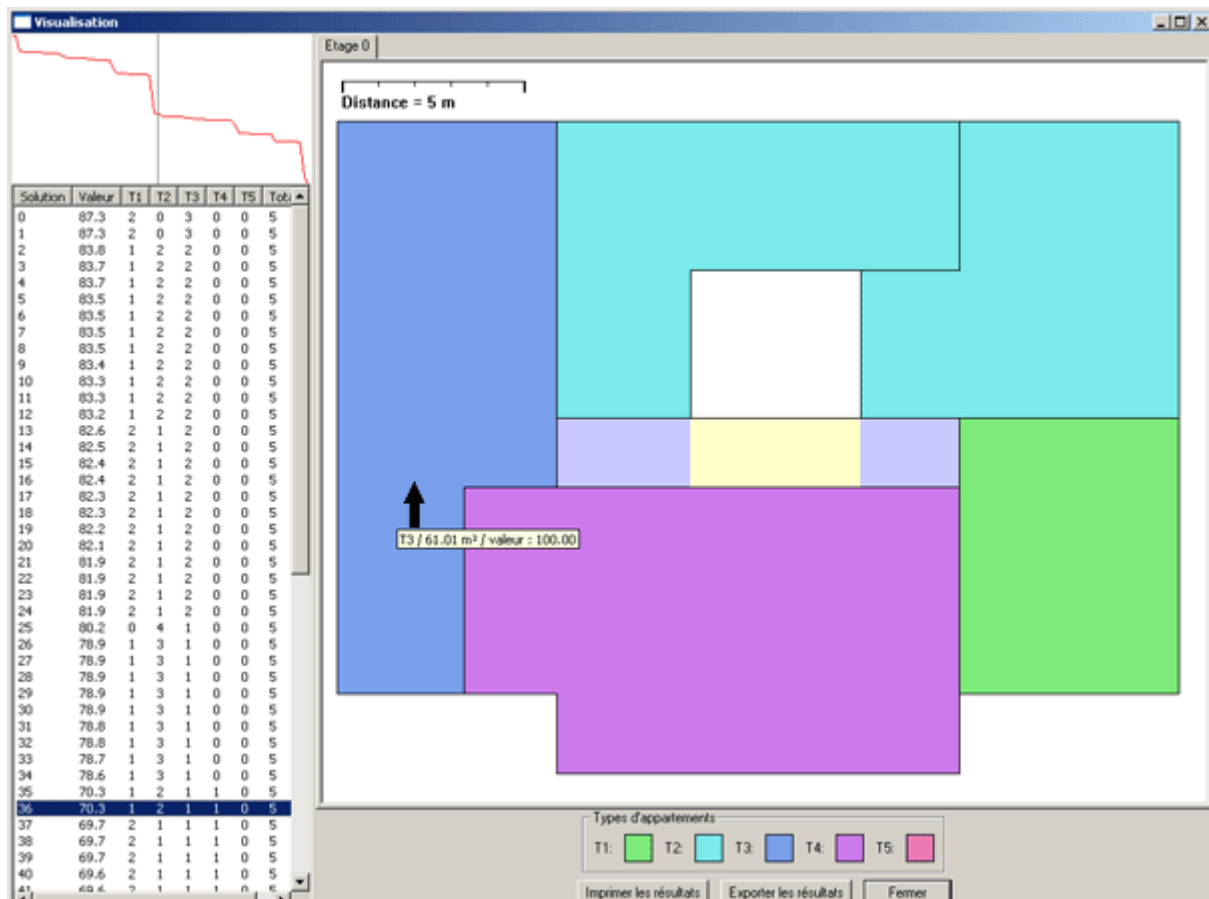 Visualisation
Etage 0
Distance = 5 m
Solution Valeur T1 T2 T3 T4 T5 Tot
0 87.3 2 0 3 0 0 5
1 87.3 2 0 3 0 0 5
2 83.8 1 2 2 0 0 5
3 83.7 1 2 2 0 0 5
4 83.7 1 2 2 0 0 5
5 83.5 1 2 2 0 0 5
6 83.5 1 2 2 0 0 5
7 83.5 1 2 2 0 0 5
8 83.5 1 2 2 0 0 5
9 83.4 1 2 2 0 0 5
10 83.3 1 2 2 0 0 5
11 83.3 1 2 2 0 0 5
12 83.2 1 2 2 0 0 5
13 82.6 2 1 2 0 0 5
14 82.5 2 1 2 0 0 5
15 82.4 2 1 2 0 0 5
16 82.4 2 1 2 0 0 5
17 82.3 2 1 2 0 0 5
18 82.3 2 1 2 0 0 5
19 82.2 2 1 2 0 0 5
20 82.1 2 1 2 0 0 5
21 81.9 2 1 2 0 0 5
22 81.9 2 1 2 0 0 5
23 81.9 2 1 2 0 0 5
24 81.9 2 1 2 0 0 5
25 80.2 0 4 1 0 0 5
26 78.9 1 3 1 0 0 5
27 78.9 1 3 1 0 0 5
28 78.9 1 3 1 0 0 5
29 78.9 1 3 1 0 0 5
30 78.9 1 3 1 0 0 5
31 78.8 1 3 1 0 0 5
32 78.8 1 3 1 0 0 5
33 78.7 1 3 1 0 0 5
34 78.6 1 3 1 0 0 5
35 70.3 1 2 1 1 0 5
36 70.3 1 2 1 1 0 5
37 69.7 2 1 1 1 0 5
38 69.7 2 1 1 1 0 5
39 69.7 2 1 1 1 0 5
40 69.6 2 1 1 1 0 5
41 69.6 2 1 1 1 0 5
T3 / 61.01 m² / valeur : 100.00
Types d'appartements
T1: T2: T3: T4: T5:
Imprimer les résultats Exporter les résultats Fermer